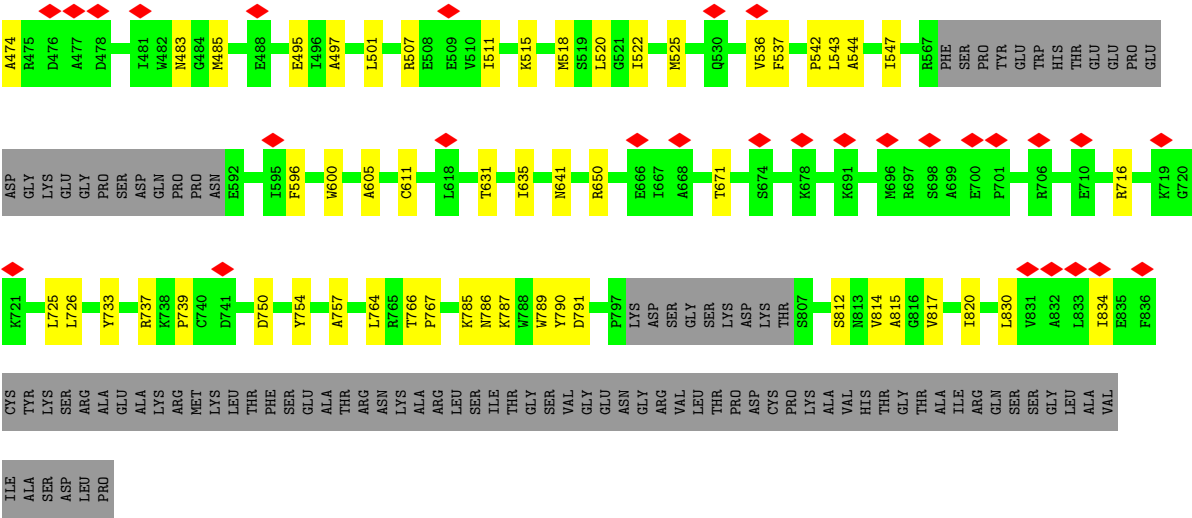 A474 R475 D476 A477 D478 I481 W482 N483 G484 M485 E488 E495 I496 A497 L501 R507 E508 E509 V510 I511 K515 M518 S519 L520 G521 I522 M525 Q530 V536 F537 P542 L543 A544 I547 R567 PHE SER PRO TYR GLU TRP HIS THR GLU GLU PRO GLU
ASP GLY LYS GLU GLY PRO SER ASP GLN PRO PRO ASN E592 I595 F596 W600 A605 C611 L618 T631 I635 N641 R650 E666 I667 A668 T671 S674 K678 K691 M696 R697 S698 A699 E700 P701 R706 E710 R716 K719 G720
K721 L725 L726 Y733 R737 K738 P739 C740 D741 D750 Y754 A757 L764 R765 T766 P767 K785 N786 K787 W788 W789 Y790 D791 P797 LYS ASP SER GLY SER LYS ASP LYS THR S807 S812 N813 V814 A815 G816 V817 I820 L830 V831 A832 L833 I834 E835 F836
CYS TYR LYS SER ARG ALA GLU ALA LYS ARG MET LYS LEU THR PHE SER GLU ALA THR ARG ASN LYS ALA ARG LEU SER ILE THR GLY SER VAL GLY GLU ASN GLY ARG VAL LEU THR PRO ASP CYS PRO LYS ALA VAL HIS THR GLY THR ALA ILE ARG GLN SER SER GLY LEU ALA VAL
ILE ALA SER ASP LEU PRO